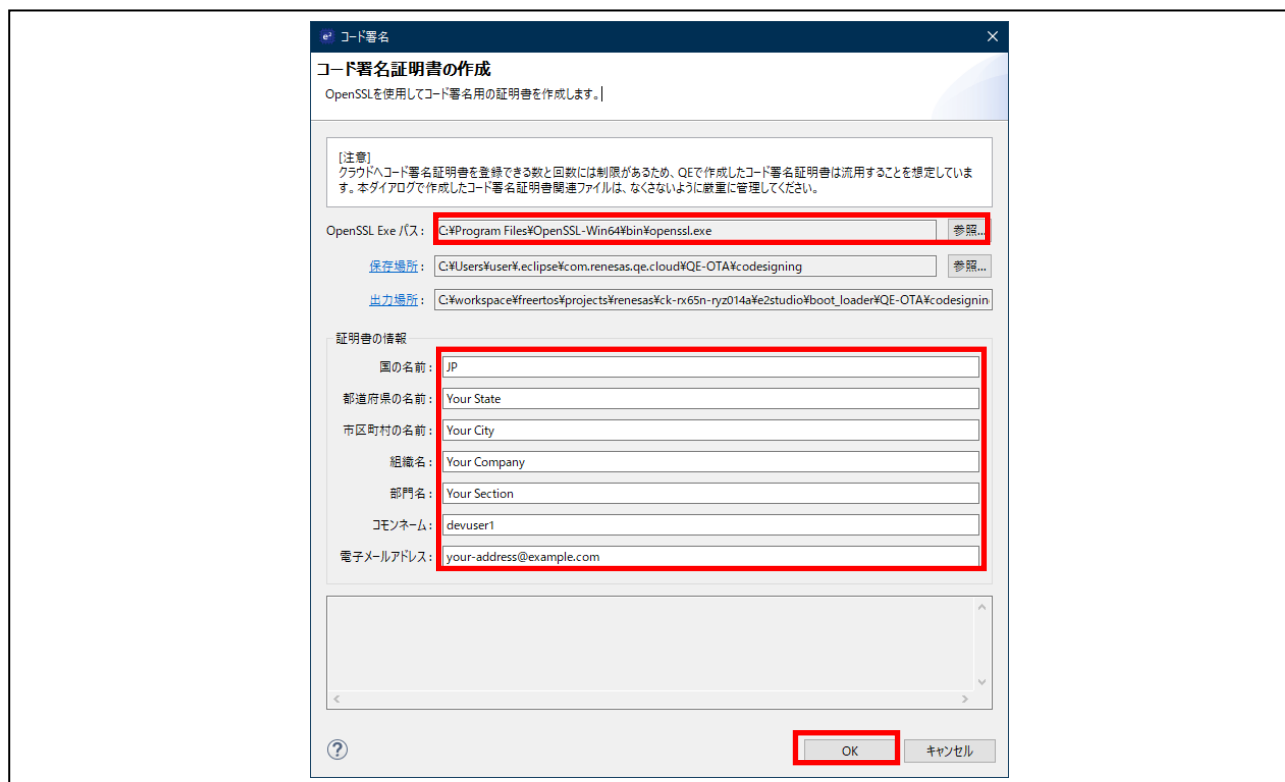 e² コード署名
コード署名証明書の作成
OpenSSLを使用してコード署名用の証明書を作成します。
[注意]
クラウドへコード署名証明書を登録できる数と回数には制限があるため、QEで作成したコード署名証明書は流用することを想定していま
す。本ダイアログで作成したコード署名証明書関連ファイルは、なくさないように厳重に管理してください。
OpenSSL Exe パス： C:¥Program Files¥OpenSSL-Win64¥bin¥openssl.exe 参照...
保存場所： C:¥Users¥user¥.eclipse¥com.renesas.qe.cloud¥QE-OTA¥codesigning 参照...
出力場所： C:¥workspace¥freertos¥projects¥renesas¥ck-rx65n-ryz014a¥e2studio¥boot_loader¥QE-OTA¥codesignin
証明書の情報
国の名前： JP
都道府県の名前： Your State
市区町村の名前： Your City
組織名： Your Company
部門名： Your Section
コモンネーム： devuser1
電子メールアドレス： your-address@example.com
? OK キャンセル